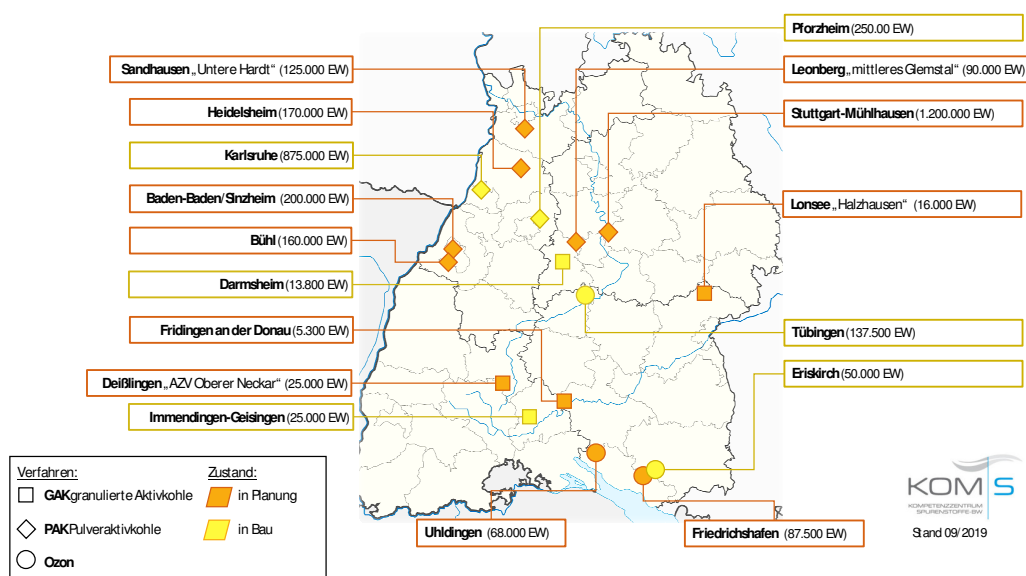 Pforzheim (250.00 EW)
Sandhausen „Untere Hardt“ (125.000 EW)
Leonberg „mittleres Glemstal“ (90.000 EW)
Heidelsheim (170.000 EW)
Stuttgart-Mühlhausen (1.200.000 EW)
Karlsruhe (875.000 EW)
Baden-Baden/Sinzheim (200.000 EW)
Lonsee „Halzhausen“ (16.000 EW)
Bühl (160.000 EW)
Darmsheim (13.800 EW)
Fridingen an der Donau (5.300 EW)
Tübingen (137.500 EW)
Deißlingen „AZV Oberer Neckar“ (25.000 EW)
Eriskirch (50.000 EW)
Immendingen-Geisingen (25.000 EW)
Verfahren: Zustand:
GAK granulierte Aktivkohle in Planung
PAK Pulveraktivkohle in Bau
Ozon
Uhldingen (68.000 EW)
Friedrichshafen (87.500 EW)
KOMS
KOMPETENZZENTRUM
SPURENSTOFFE-BW
Stand 09/2019